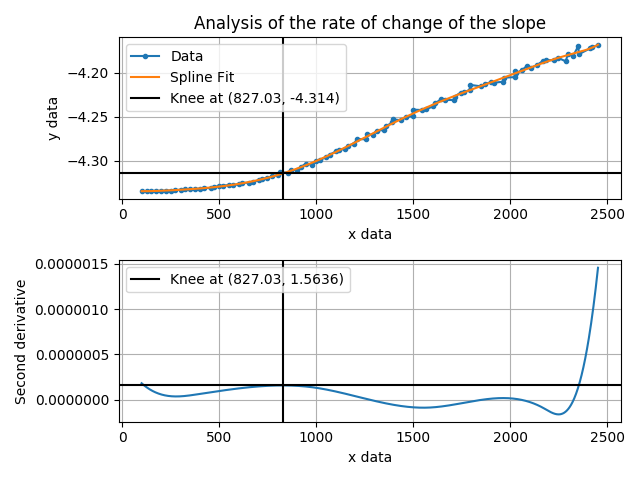 Analysis of the rate of change of the slope
Data
Spline Fit
Knee at (827.03, -4.314)
y data
−4.20
−4.25
−4.30
0 500 1000 1500 2000 2500
x data
Knee at (827.03, 1.5636)
Second derivative
0.0000015
0.0000010
0.0000005
0.0000000
0 500 1000 1500 2000 2500
x data